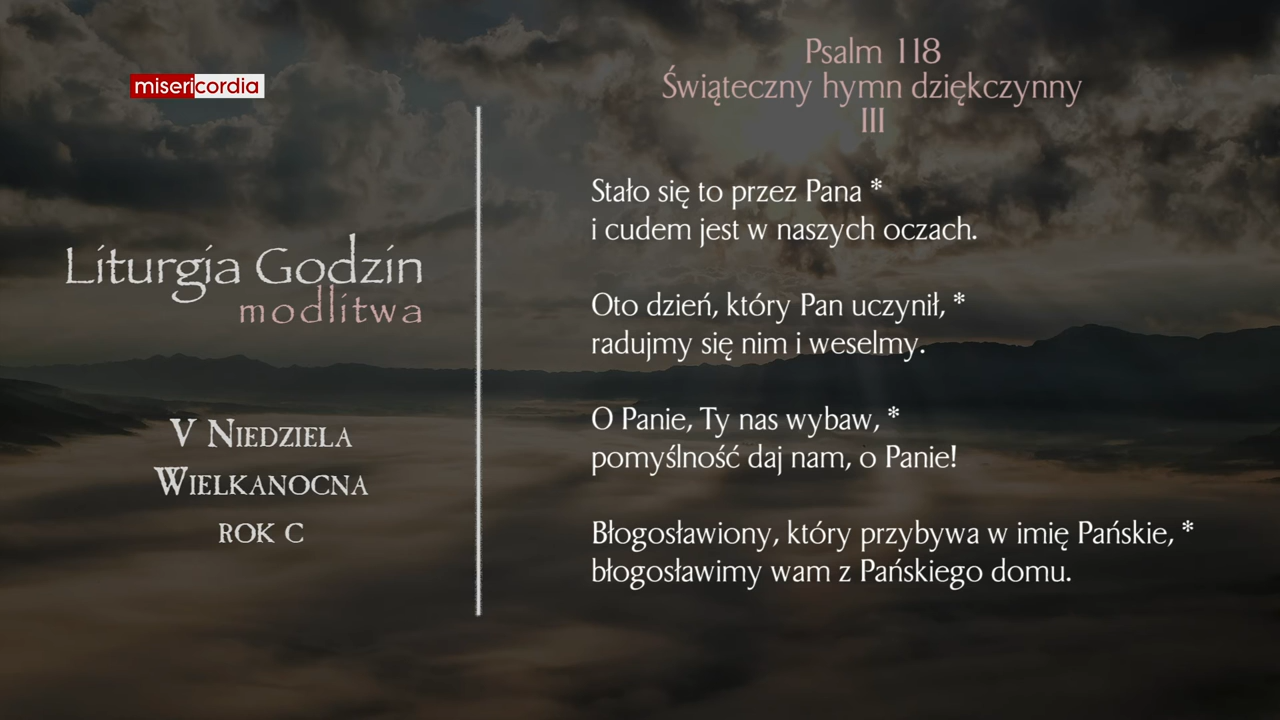 misericordia
Liturgia Godzin
modlitwa
V Niedziela
Wielkanocna
rok C
Psalm 118
Świąteczny hymn dziękczynny
III
Stało się to przez Pana *
i cudem jest w naszych oczach.
Oto dzień, który Pan uczynił, *
radujmy się nim i weselmy.
O Panie, Ty nas wybaw, *
pomyślność daj nam, o Panie!
Błogosławiony, który przybywa w imię Pańskie, *
błogosławimy wam z Pańskiego domu.